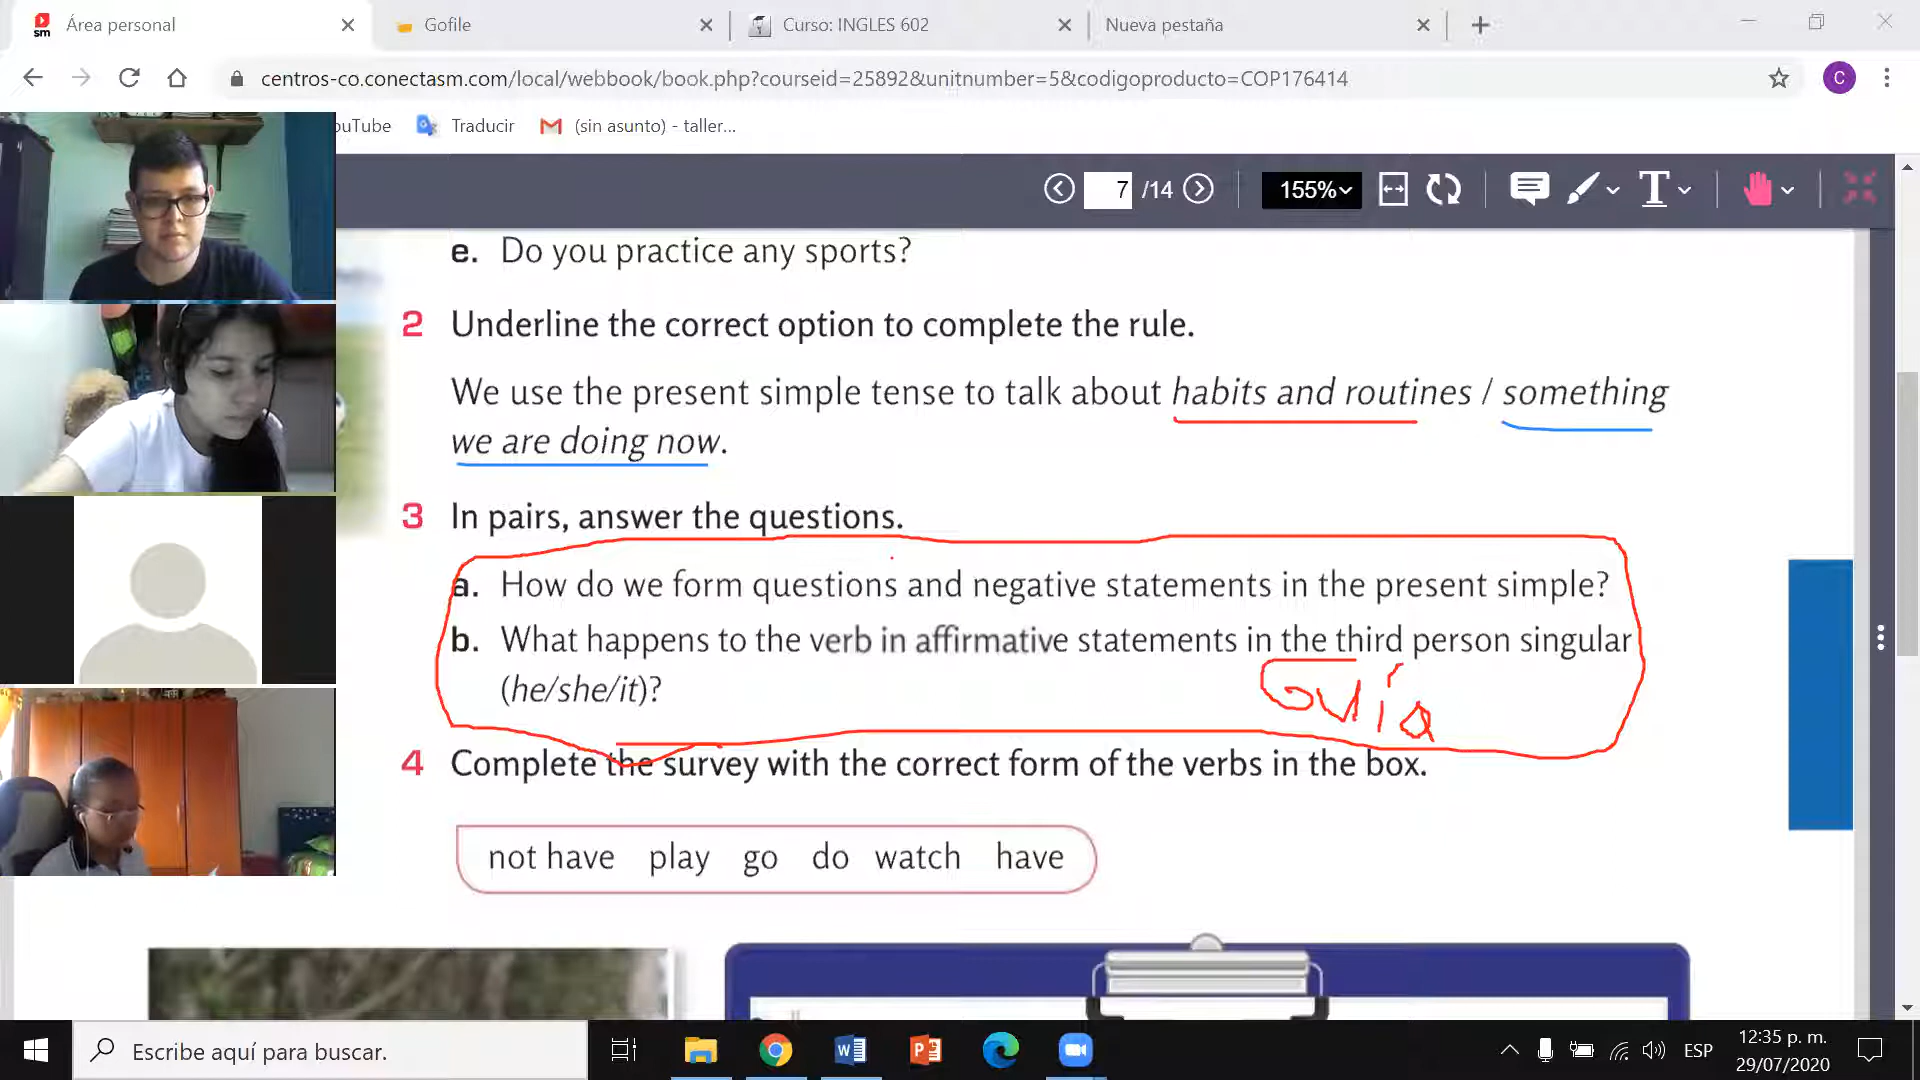 sm Área personal
Gofile
Curso: INGLES 602
Nueva pestaña
centros-co.conectasm.com/local/webbook/book.php?courseid=25892&unitnumber=5&codigoproducto=COP176414
C
ouTube
Traducir
(sin asunto) - taller...
7 /14
155%
T
e. Do you practice any sports?
2 Underline the correct option to complete the rule.
We use the present simple tense to talk about habits and routines / something
we are doing now.
3 In pairs, answer the questions.
a. How do we form questions and negative statements in the present simple?
b. What happens to the verb in affirmative statements in the third person singular
(he/she/it)?
Guía
4 Complete the survey with the correct form of the verbs in the box.
not have play go do watch have
Escribe aquí para buscar.
ESP
12:35 p. m.
29/07/2020